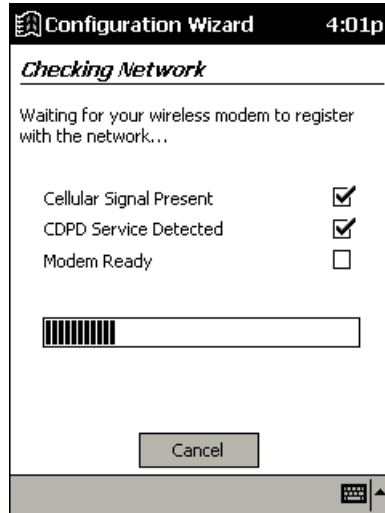 Configuration Wizard 4:01p
Checking Network
Waiting for your wireless modem to register
with the network...
Cellular Signal Present
CDPD Service Detected
Modem Ready
Cancel